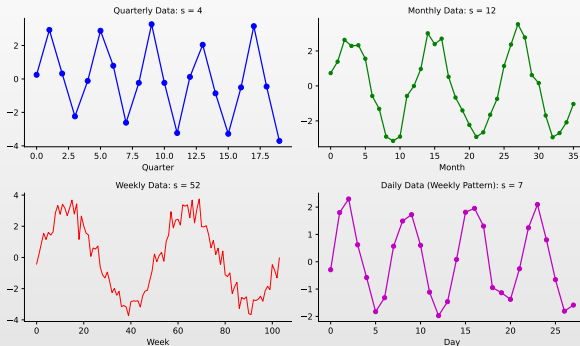 Quarterly Data: s = 4
2
0
−2
−4
0.0 2.5 5.0 7.5 10.0 12.5 15.0 17.5
Quarter
Monthly Data: s = 12
2
0
−2
0 5 10 15 20 25 30 35
Month
Weekly Data: s = 52
4
2
0
−2
−4
0 20 40 60 80 100
Week
Daily Data (Weekly Pattern): s = 7
2
1
0
−1
−2
0 5 10 15 20 25
Day